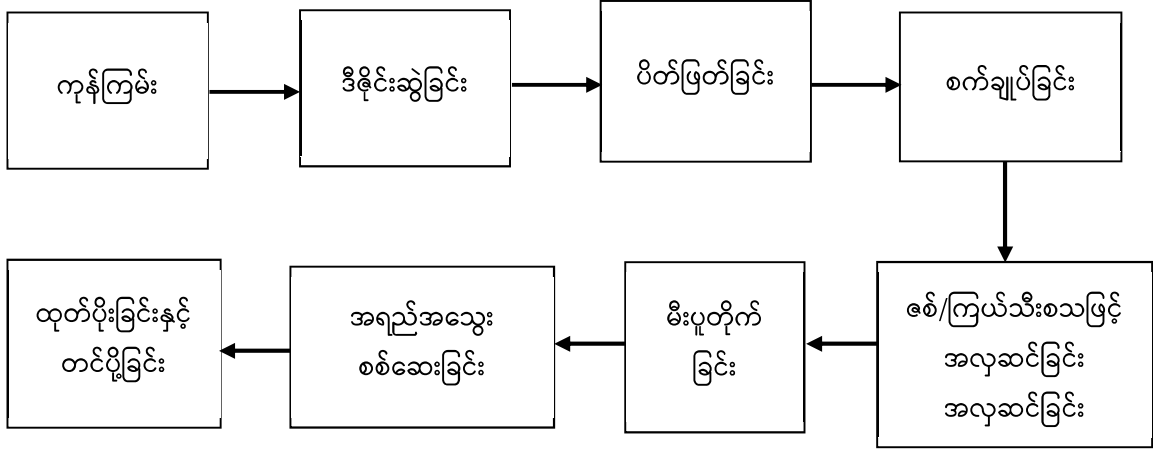 ကုန်ကြမ်း
ဒီဇိုင်းဆွဲခြင်း
ပိတ်ဖြတ်ခြင်း
စက်ချုပ်ခြင်း
ဇစ်/ကြယ်သီးစသဖြင့်
အလှဆင်ခြင်း
အလှဆင်ခြင်း
မီးပူတိုက်
ခြင်း
အရည်အသွေး
စစ်ဆေးခြင်း
ထုတ်ပိုးခြင်းနှင့်
တင်ပို့ခြင်း